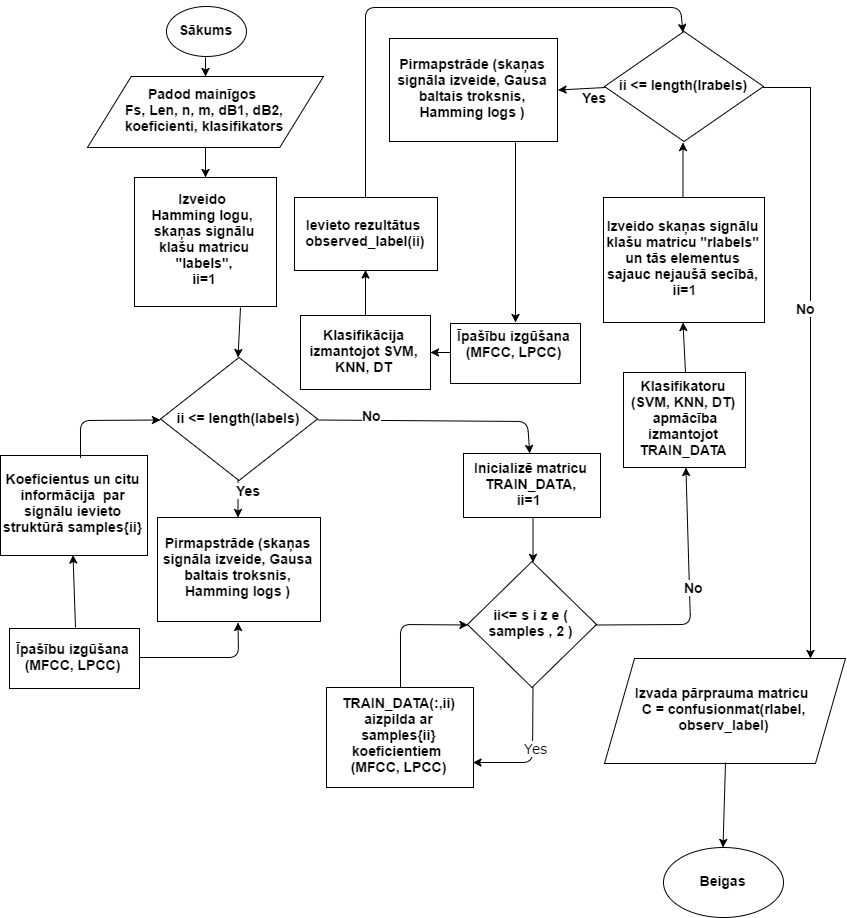 Sākums
Padod mainīgos
Fs, Len, n, m, dB1, dB2,
koeficienti, klasifikators
Izveido
Hamming logu,
skaņas signālu
klašu matricu
"labels",
ii=1
ii <= length(labels)
No
Yes
Koeficientus un citu
informācija par
signālu ievieto
struktūrā samples{ii}
Pirmapstrāde (skaņas
signāla izveide, Gausa
baltais troksnis,
Hamming logs )
Īpašību izgūšana
(MFCC, LPCC)
Inicializē matricu
TRAIN_DATA,
ii=1
ii<= s i z e (
samples , 2 )
No
Yes
TRAIN_DATA(:,ii)
aizpilda ar
samples{ii}
koeficientiem
(MFCC, LPCC)
Klasifikatoru
(SVM, KNN, DT)
apmācība
izmantojot
TRAIN_DATA
Izveido skaņas signālu
klašu matricu "rlabels"
un tās elementus
sajauc nejaušā secībā,
ii=1
ii <= length(lrabels)
Yes
No
Pirmapstrāde (skaņas
signāla izveide, Gausa
baltais troksnis,
Hamming logs )
Īpašību izgūšana
(MFCC, LPCC)
Klasifikācija
izmantojot SVM,
KNN, DT
Ievieto rezultātus
observed_label(ii)
Izvada pārprauma matricu
C = confusionmat(rlabel,
observ_label)
Beigas